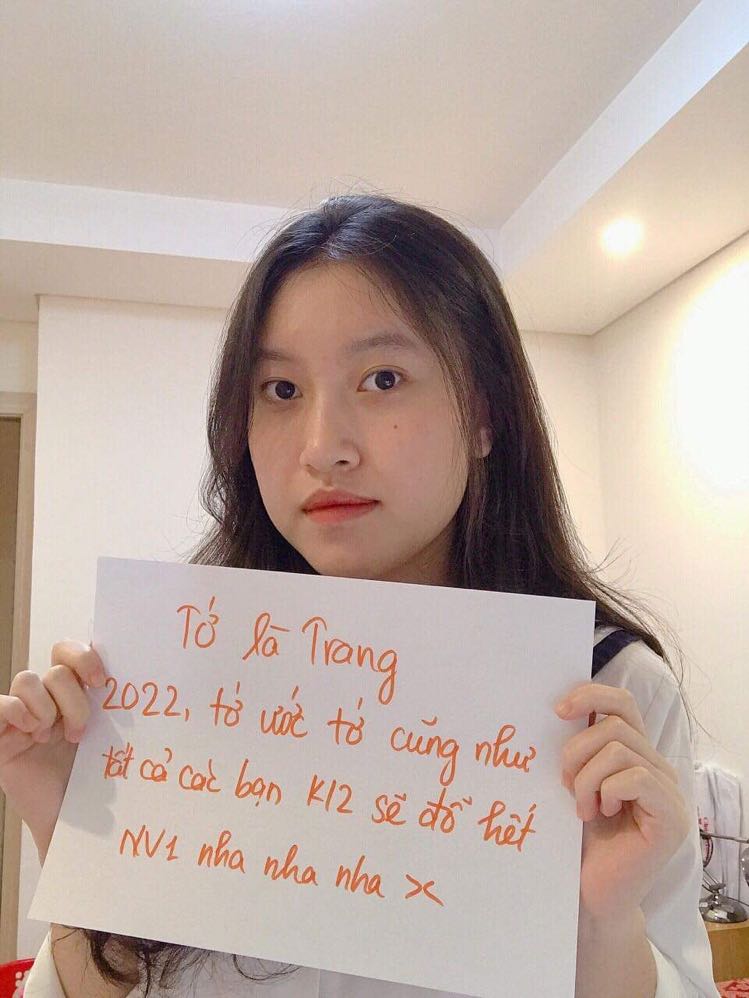 Tớ là Trang
2022, tớ ước tớ cũng như
tất cả các bạn K12 sẽ đỗ hết
NV1 nha nha nha ><